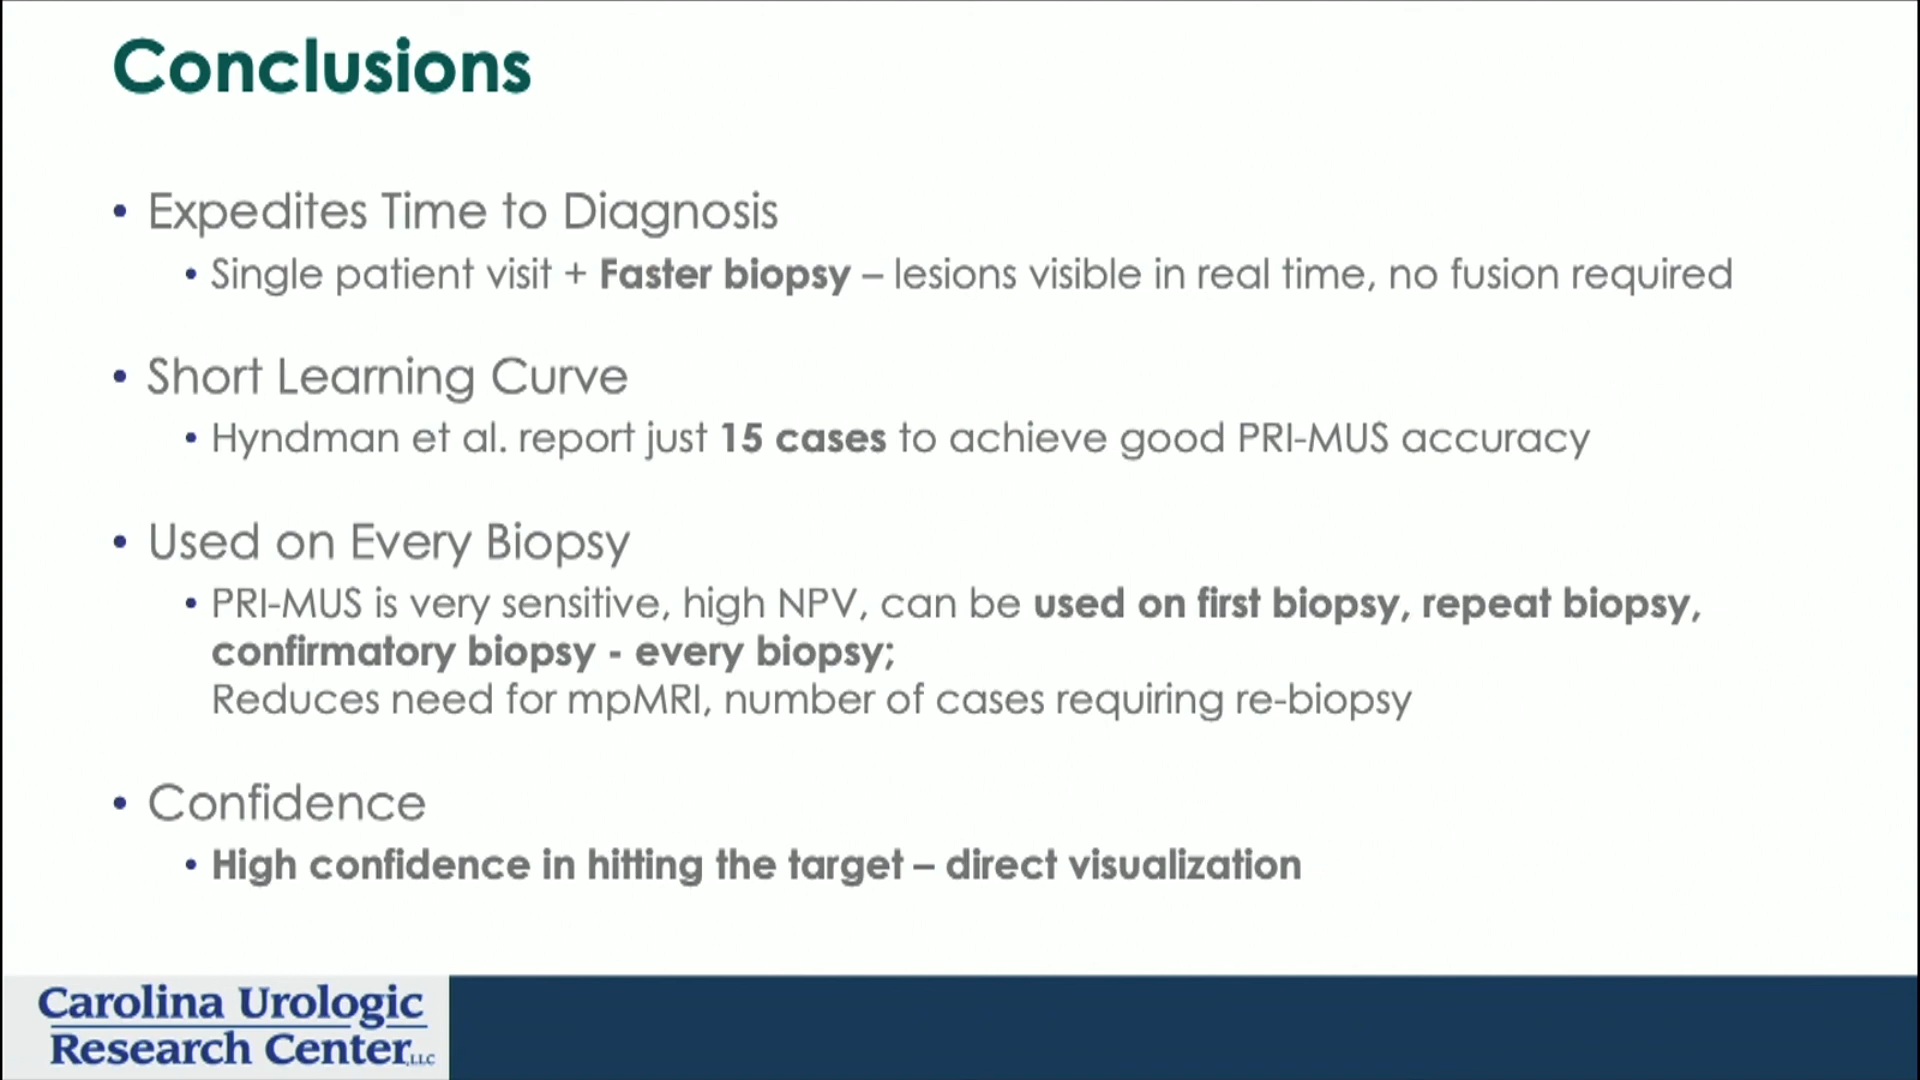 Conclusions
• Expedites Time to Diagnosis
• Single patient visit + Faster biopsy – lesions visible in real time, no fusion required
• Short Learning Curve
• Hyndman et al. report just 15 cases to achieve good PRI-MUS accuracy
• Used on Every Biopsy
• PRI-MUS is very sensitive, high NPV, can be used on first biopsy, repeat biopsy,
confirmatory biopsy - every biopsy;
Reduces need for mpMRI, number of cases requiring re-biopsy
• Confidence
• High confidence in hitting the target – direct visualization
Carolina Urologic
Research Center, LLC